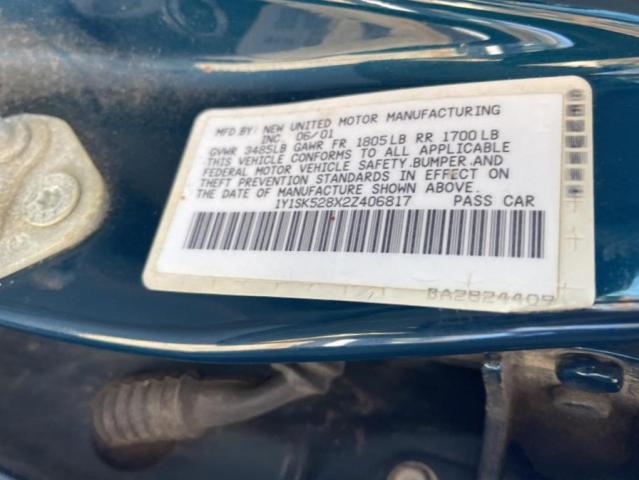 MFD BY/ NEW UNITED MOTOR MANUFACTURING
INC 06/01
GVWR 3485LB GAWR FR 1805LB RR 1700LB
THIS VEHICLE CONFORMS TO ALL APPLICABLE
FEDERAL MOTOR VEHICLE SAFETY, BUMPER, AND
THEFT PREVENTION STANDARDS IN EFFECT ON
THE DATE OF MANUFACTURE SHOWN ABOVE.
1Y1SK528X2Z406817 PASS CAR
BA2824409